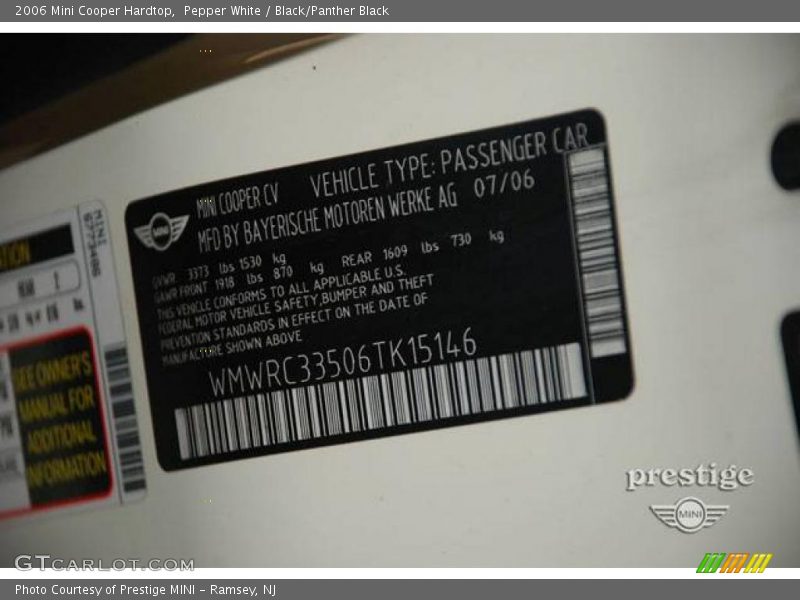 2006 Mini Cooper Hardtop, Pepper White / Black/Panther Black
MINI COOPER CV VEHICLE TYPE: PASSENGER CAR
MFD BY BAYERISCHE MOTOREN WERKE AG 07/06
GVWR 3373 lbs 1530 kg
GAWR FRONT 1918 lbs 870 kg REAR 1609 lbs 730 kg
THIS VEHICLE CONFORMS TO ALL APPLICABLE U.S.
FEDERAL MOTOR VEHICLE SAFETY,BUMPER AND THEFT
PREVENTION STANDARDS IN EFFECT ON THE DATE OF
MANUFACTURE SHOWN ABOVE
WMWRC33506TK15146
MINI
MINI
6773486
REAR
SEE OWNER'S
MANUAL FOR
ADDITIONAL
INFORMATION
prestige
MINI
GTcarlot.com
Photo Courtesy of Prestige MINI – Ramsey, NJ